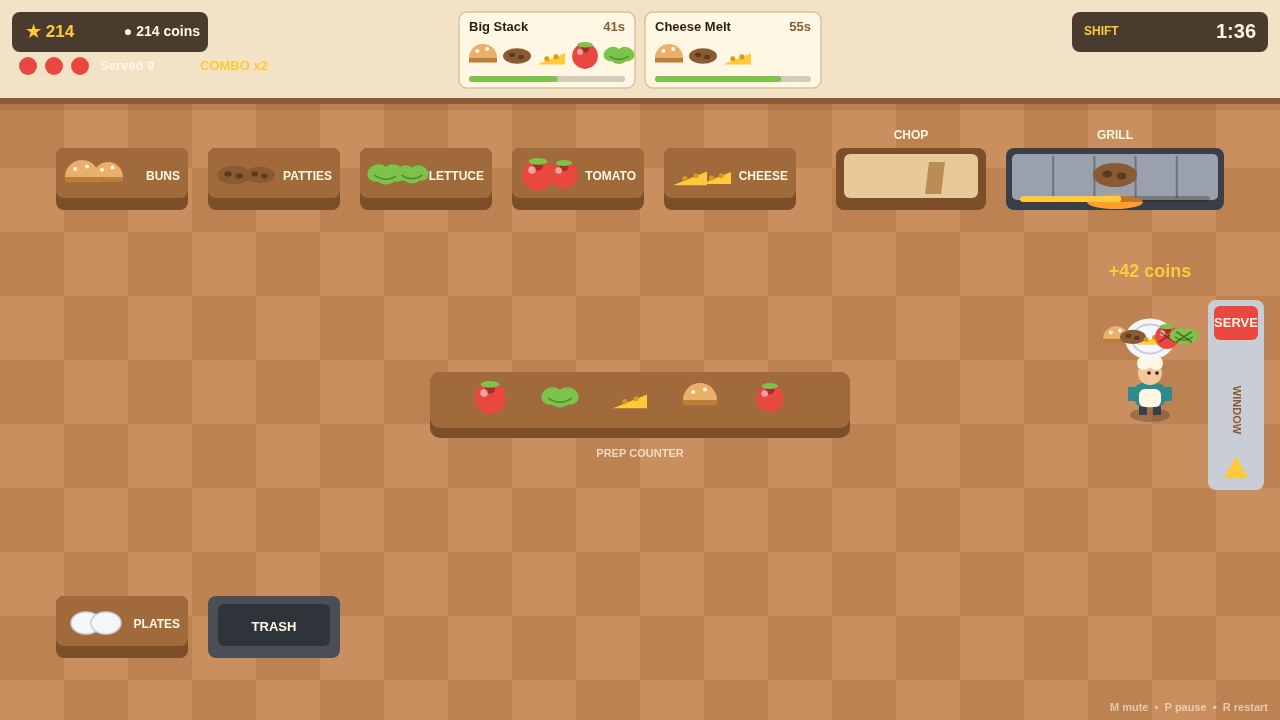 ★ 214
● 214 coins
Served 9
COMBO x2
Big Stack
41s
Cheese Melt
55s
SHIFT
1:36
CHOP
GRILL
BUNS
PATTIES
LETTUCE
TOMATO
CHEESE
+42 coins
SERVE
WINDOW
PREP COUNTER
PLATES
TRASH
M mute • P pause • R restart